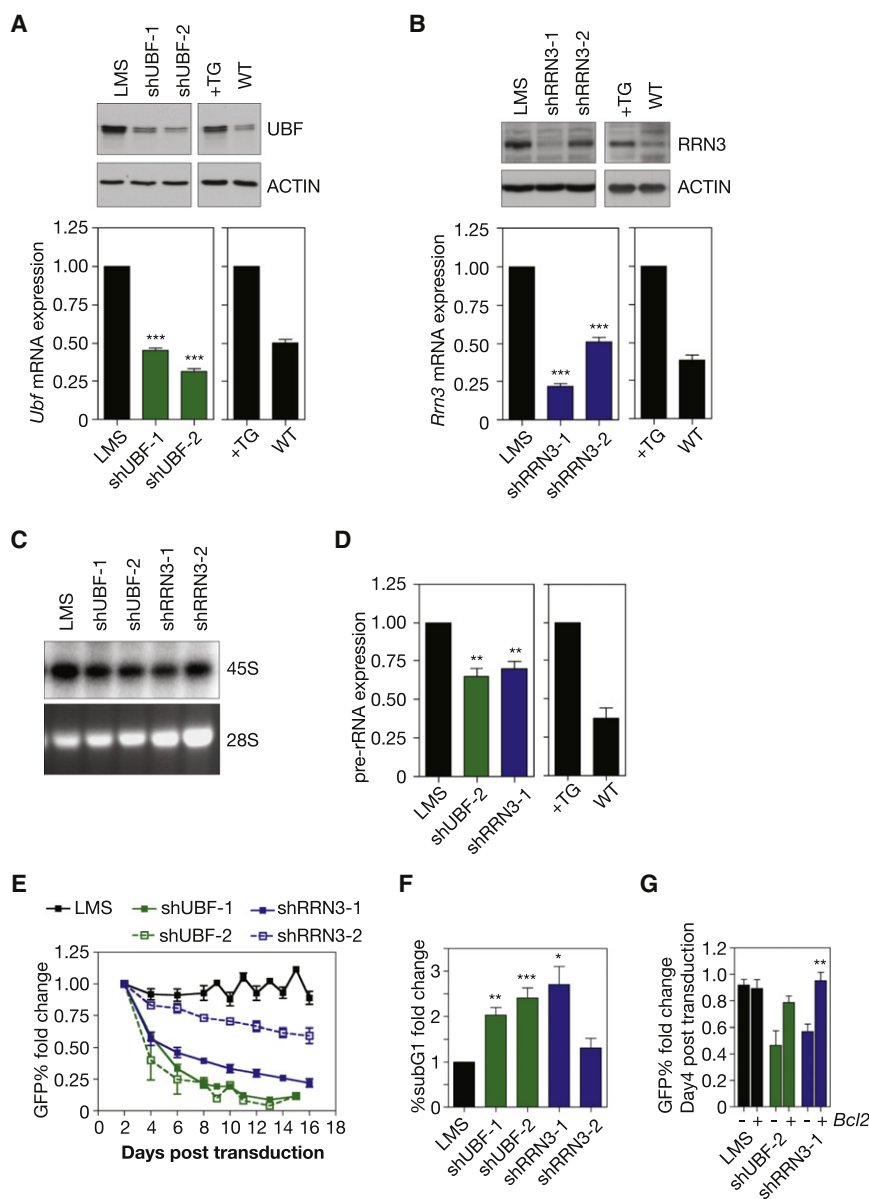 A
LMS
shUBF-1
shUBF-2
+TG
WT
UBF
ACTIN
Ubf mRNA expression
1.25
1.00
0.75
0.50
0.25
0
***
***
LMS
shUBF-1
shUBF-2
+TG
WT
B
LMS
shRRN3-1
shRRN3-2
+TG
WT
RRN3
ACTIN
Rrn3 mRNA expression
1.25
1.00
0.75
0.50
0.25
0
***
***
LMS
shRRN3-1
shRRN3-2
+TG
WT
C
LMS
shUBF-1
shUBF-2
shRRN3-1
shRRN3-2
45S
28S
D
pre-rRNA expression
1.25
1.00
0.75
0.50
0.25
0
**
**
LMS
shUBF-2
shRRN3-1
+TG
WT
E
LMS
shUBF-1
shRRN3-1
shUBF-2
shRRN3-2
GFP% fold change
1.25
1.00
0.75
0.50
0.25
0
0 2 4 6 8 10 12 14 16 18
Days post transduction
F
%subG1 fold change
3
2
1
0
**
***
*
LMS
shUBF-1
shUBF-2
shRRN3-1
shRRN3-2
G
GFP% fold change
Day4 post transduction
1.2
1.0
0.8
0.6
0.4
0.2
0
**
- + - + - + Bcl2
LMS
shUBF-2
shRRN3-1